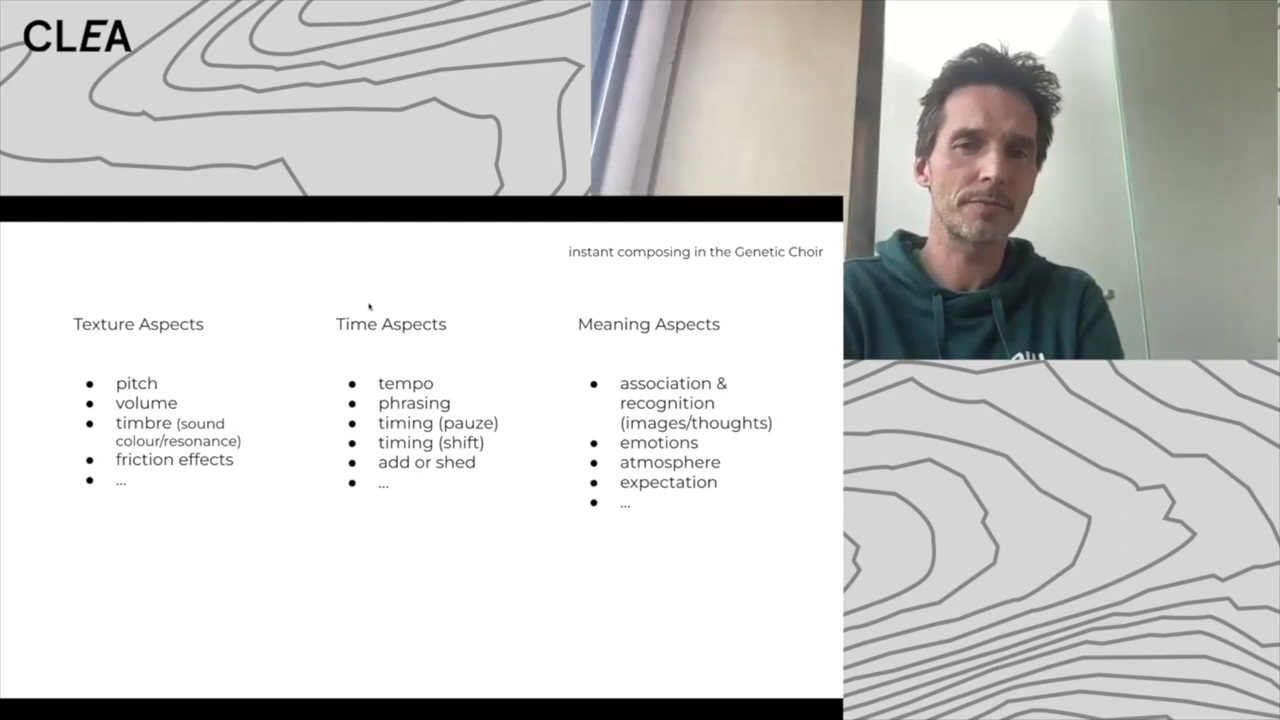 CLEA
instant composing in the Genetic Choir
Texture Aspects
pitch
volume
timbre (sound
colour/resonance)
friction effects
...
Time Aspects
tempo
phrasing
timing (pauze)
timing (shift)
add or shed
...
Meaning Aspects
association &
recognition
(images/thoughts)
emotions
atmosphere
expectation
...